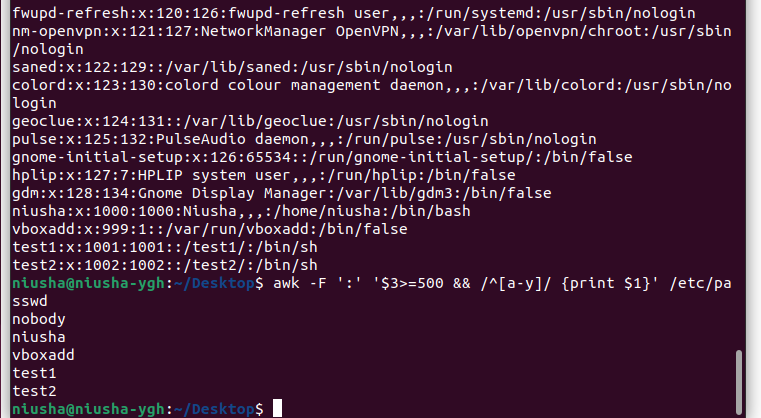 fwupd-refresh:x:120:126:fwupd-refresh user,,,:/run/systemd:/usr/sbin/nologin
nm-openvpn:x:121:127:NetworkManager OpenVPN,,,:/var/lib/openvpn/chroot:/usr/sbin
/nologin
saned:x:122:129::/var/lib/saned:/usr/sbin/nologin
colord:x:123:130:colord colour management daemon,,,:/var/lib/colord:/usr/sbin/no
login
geoclue:x:124:131::/var/lib/geoclue:/usr/sbin/nologin
pulse:x:125:132:PulseAudio daemon,,,:/run/pulse:/usr/sbin/nologin
gnome-initial-setup:x:126:65534::/run/gnome-initial-setup/:/bin/false
hplip:x:127:7:HPLIP system user,,,:/run/hplip:/bin/false
gdm:x:128:134:Gnome Display Manager:/var/lib/gdm3:/bin/false
niusha:x:1000:1000:Niusha,,,:/home/niusha:/bin/bash
vboxadd:x:999:1::/var/run/vboxadd:/bin/false
test1:x:1001:1001::/test1/:/bin/sh
test2:x:1002:1002::/test2/:/bin/sh
niusha@niusha-ygh:~/Desktop$ awk -F ':' '$3>=500 && /^[a-y]/ {print $1}' /etc/pa
sswd
nobody
niusha
vboxadd
test1
test2
niusha@niusha-ygh:~/Desktop$